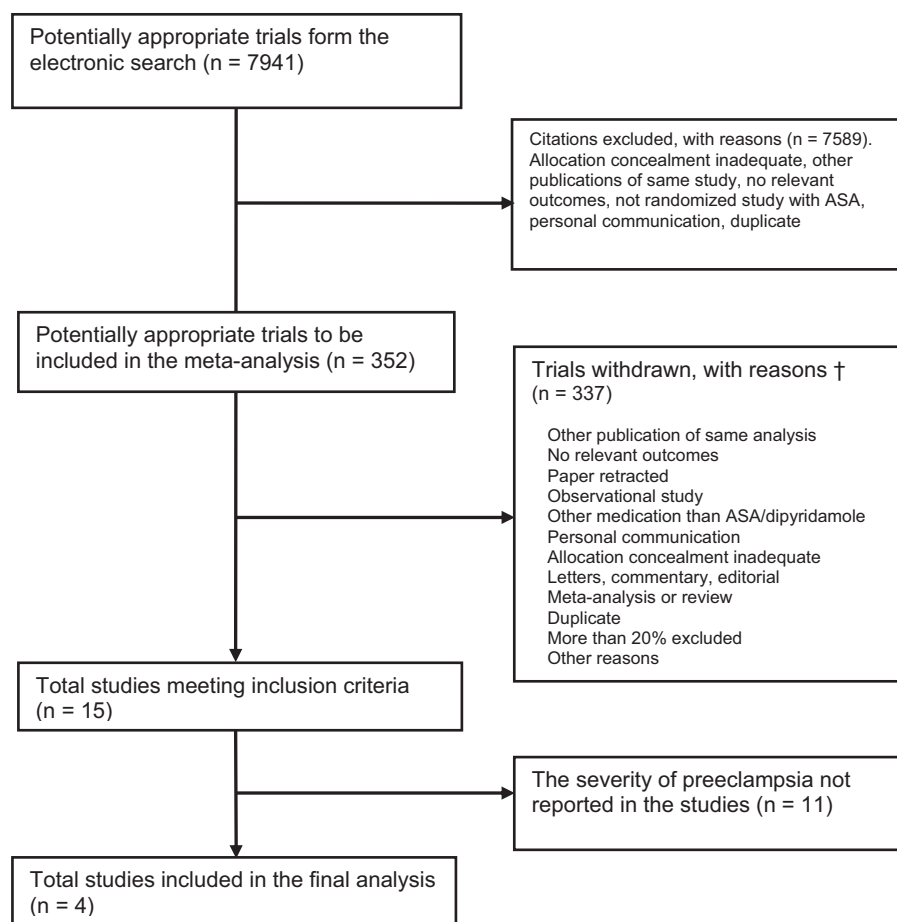 Potentially appropriate trials form the
electronic search (n = 7941)
Citations excluded, with reasons (n = 7589).
Allocation concealment inadequate, other
publications of same study, no relevant
outcomes, not randomized study with ASA,
personal communication, duplicate
Potentially appropriate trials to be
included in the meta-analysis (n = 352)
Trials withdrawn, with reasons †
(n = 337)
Other publication of same analysis
No relevant outcomes
Paper retracted
Observational study
Other medication than ASA/dipyridamole
Personal communication
Allocation concealment inadequate
Letters, commentary, editorial
Meta-analysis or review
Duplicate
More than 20% excluded
Other reasons
Total studies meeting inclusion criteria
(n = 15)
The severity of preeclampsia not
reported in the studies (n = 11)
Total studies included in the final analysis
(n = 4)